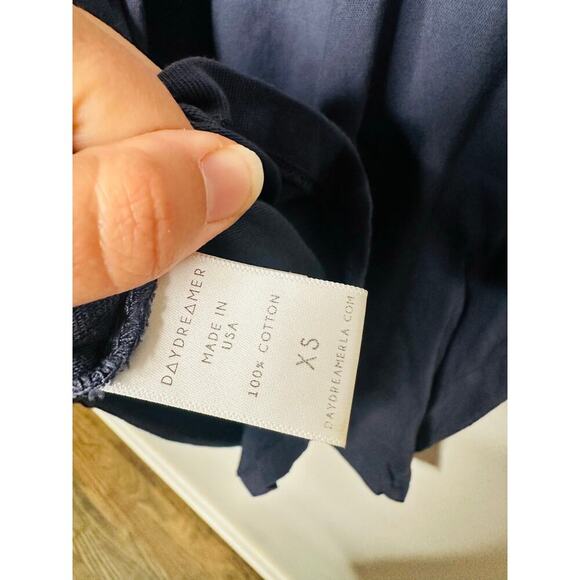 DAYDREAMER
MADE IN
USA
100% COTTON
XS
DAYDREAMERLA.COM